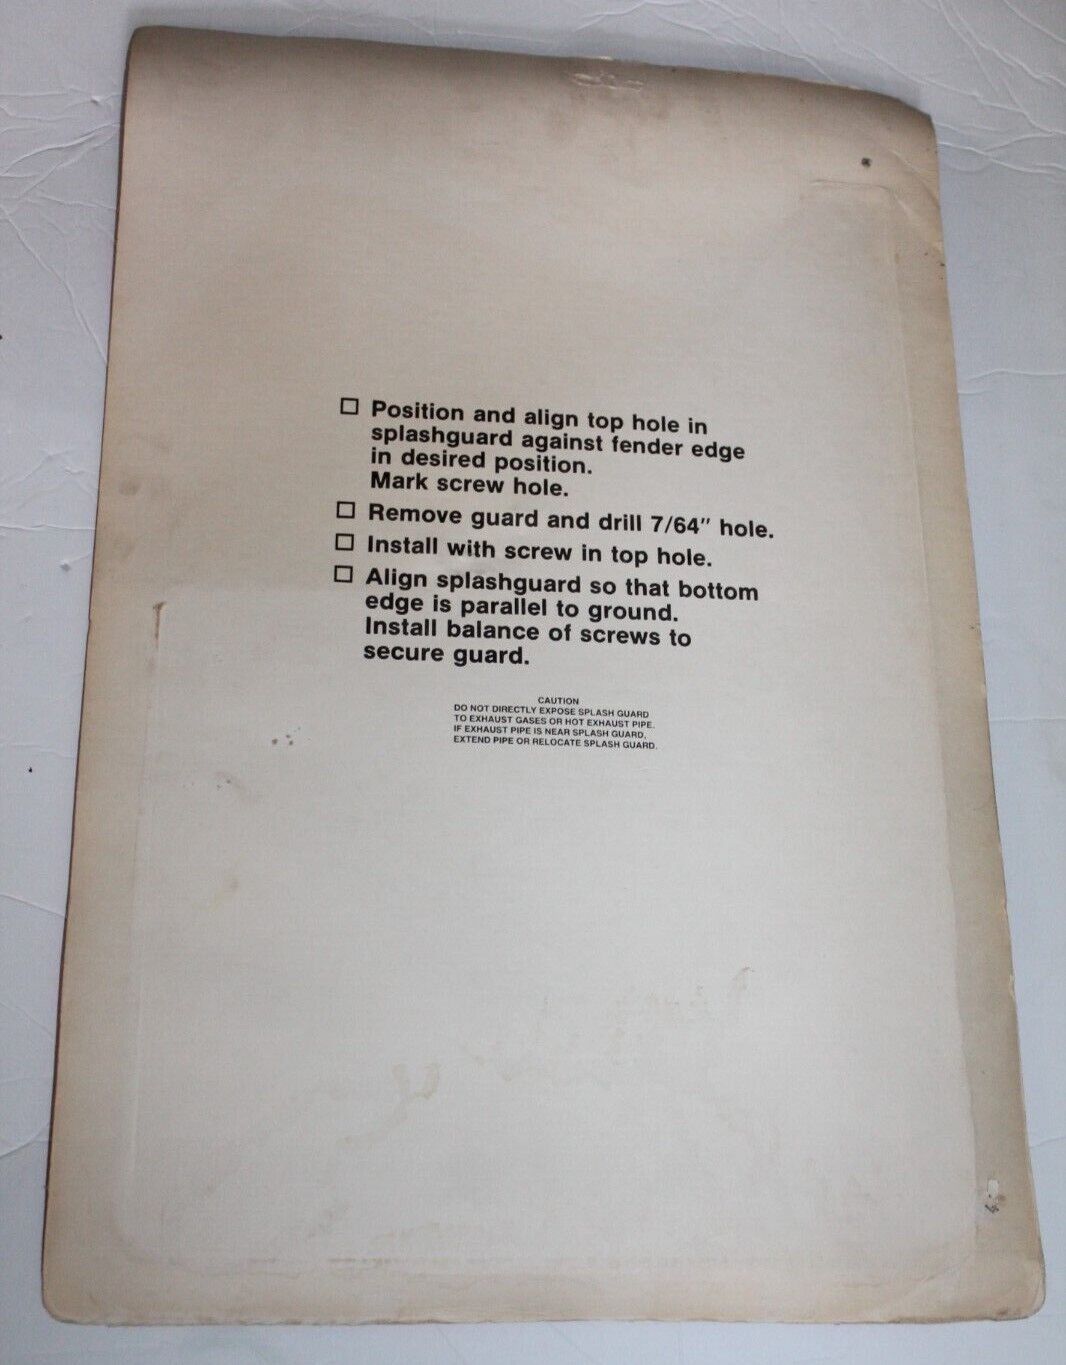 ☐ Position and align top hole in
splashguard against fender edge
in desired position.
Mark screw hole.
☐ Remove guard and drill 7/64" hole.
☐ Install with screw in top hole.
☐ Align splashguard so that bottom
edge is parallel to ground.
Install balance of screws to
secure guard.
CAUTION
DO NOT DIRECTLY EXPOSE SPLASH GUARD
TO EXHAUST GASES OR HOT EXHAUST PIPE.
IF EXHAUST PIPE IS NEAR SPLASH GUARD,
EXTEND PIPE OR RELOCATE SPLASH GUARD.